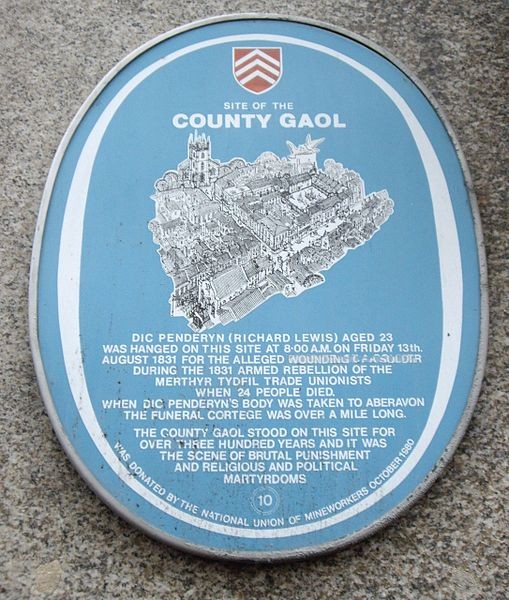 SITE OF THE
COUNTY GAOL
DIC PENDERYN (RICHARD LEWIS) AGED 23
WAS HANGED ON THIS SITE AT 8·00 A.M. ON FRIDAY 13th.
AUGUST 1831 FOR THE ALLEGED WOUNDING OF A SOLDIER
DURING THE 1831 ARMED REBELLION OF THE
MERTHYR TYDFIL TRADE UNIONISTS
WHEN 24 PEOPLE DIED.
WHEN DIC PENDERYN'S BODY WAS TAKEN TO ABERAVON
THE FUNERAL CORTEGE WAS OVER A MILE LONG.
THE COUNTY GAOL STOOD ON THIS SITE FOR
OVER THREE HUNDRED YEARS AND IT WAS
THE SCENE OF BRUTAL PUNISHMENT
AND RELIGIOUS AND POLITICAL
MARTYRDOMS
10
WAS DONATED BY THE NATIONAL UNION OF MINEWORKERS OCTOBER 1980